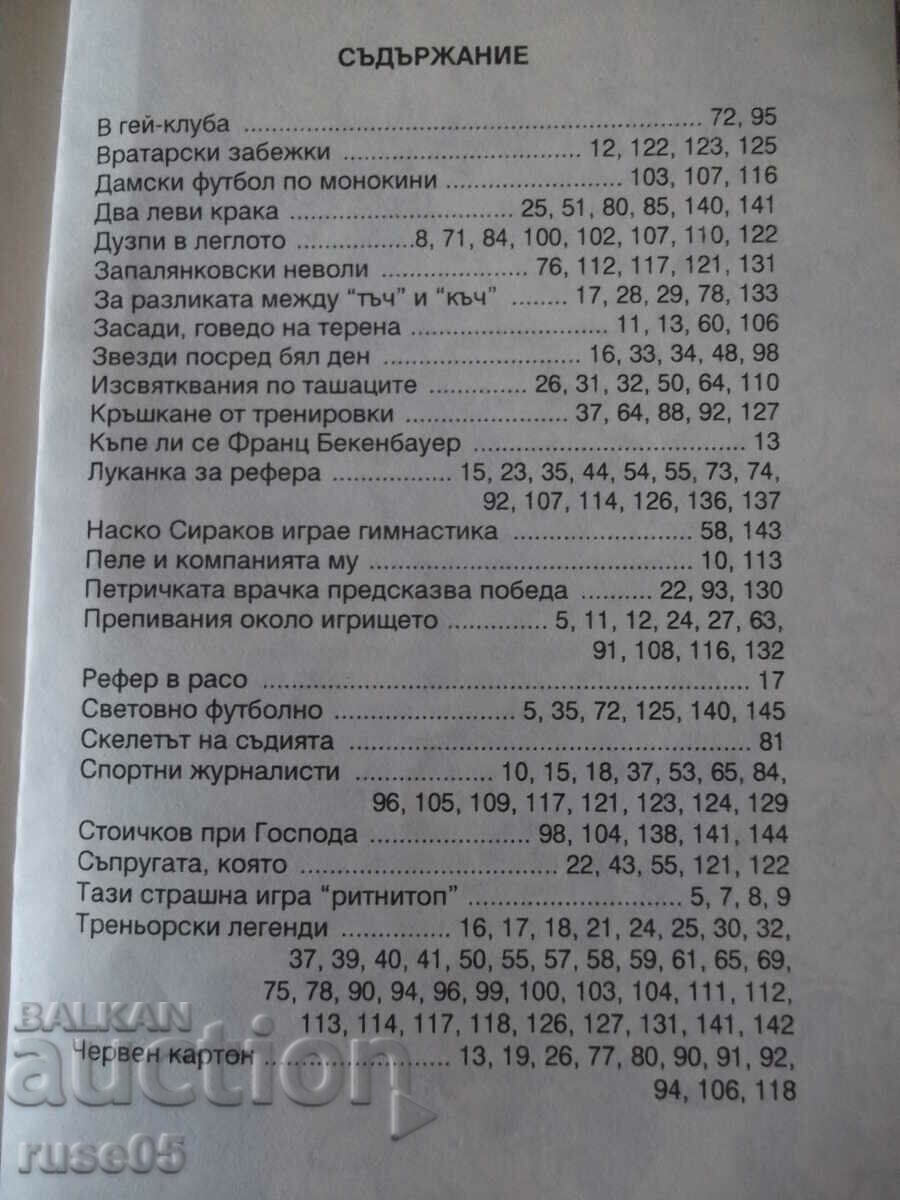 СЪДЪРЖАНИЕ
В гей-клуба ........................................................ 72, 95
Вратарски забежки ............................. 12, 122, 123, 125
Дамски футбол по монокини ...................... 103, 107, 116
Два леви крака ............................ 25, 51, 80, 85, 140, 141
Дузпи в леглото ................8, 71, 84, 100, 102, 107, 110, 122
Запалянковски неволи .................. 76, 112, 117, 121, 131
За разликата между “тъч” и “къч” ........ 17, 28, 29, 78, 133
Засади, говедо на терена ......................... 11, 13, 60, 106
Звезди посред бял ден ......................... 16, 33, 34, 48, 98
Изсвятквания по ташаците ............ 26, 31, 32, 50, 64, 110
Кръшкане от тренировки ...................... 37, 64, 88, 92, 127
Къпе ли се Франц Бекенбауер .................................. 13
Луканка за рефера .................. 15, 23, 35, 44, 54, 55, 73, 74,
92, 107, 114, 126, 136, 137
Наско Сираков играе гимнастика ...................... 58, 143
Пеле и компанията му ........................................ 10, 113
Петричката врачка предсказва победа .......... 22, 93, 130
Препивания около игрището ............ 5, 11, 12, 24, 27, 63,
91, 108, 116, 132
Рефер в расо ............................................................ 17
Световно футболно ...................... 5, 35, 72, 125, 140, 145
Скелетът на съдията ................................................ 81
Спортни журналисти ................. 10, 15, 18, 37, 53, 65, 84,
96, 105, 109, 117, 121, 123, 124, 129
Стоичков при Господа ..................... 98, 104, 138, 141, 144
Съпругата, която ................................. 22, 43, 55, 121, 122
Тази страшна игра “ритнитоп” .......................... 5, 7, 8, 9
Треньорски легенди ............. 16, 17, 18, 21, 24, 25, 30, 32,
37, 39, 40, 41, 50, 55, 57, 58, 59, 61, 65, 69,
75, 78, 90, 94, 96, 99, 100, 103, 104, 111, 112,
113, 114, 117, 118, 126, 127, 131, 141, 142
Червен картон ....................... 13, 19, 26, 77, 80, 90, 91, 92,
94, 106, 118
BALKAN
auction
ruse05